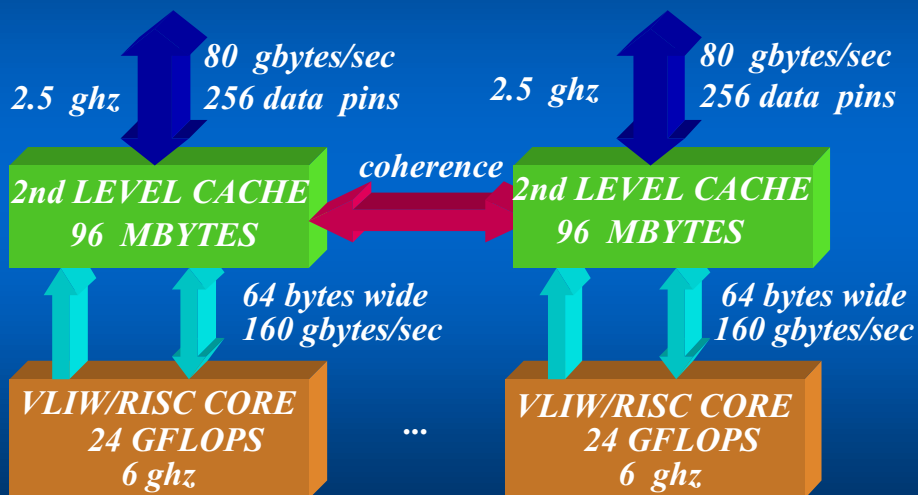 80 gbytes/sec
2.5 ghz
256 data pins
80 gbytes/sec
2.5 ghz
256 data pins
coherence
2nd LEVEL CACHE
96 MBYTES
2nd LEVEL CACHE
96 MBYTES
64 bytes wide
160 gbytes/sec
64 bytes wide
160 gbytes/sec
VLIW/RISC CORE
24 GFLOPS
6 ghz
...
VLIW/RISC CORE
24 GFLOPS
6 ghz